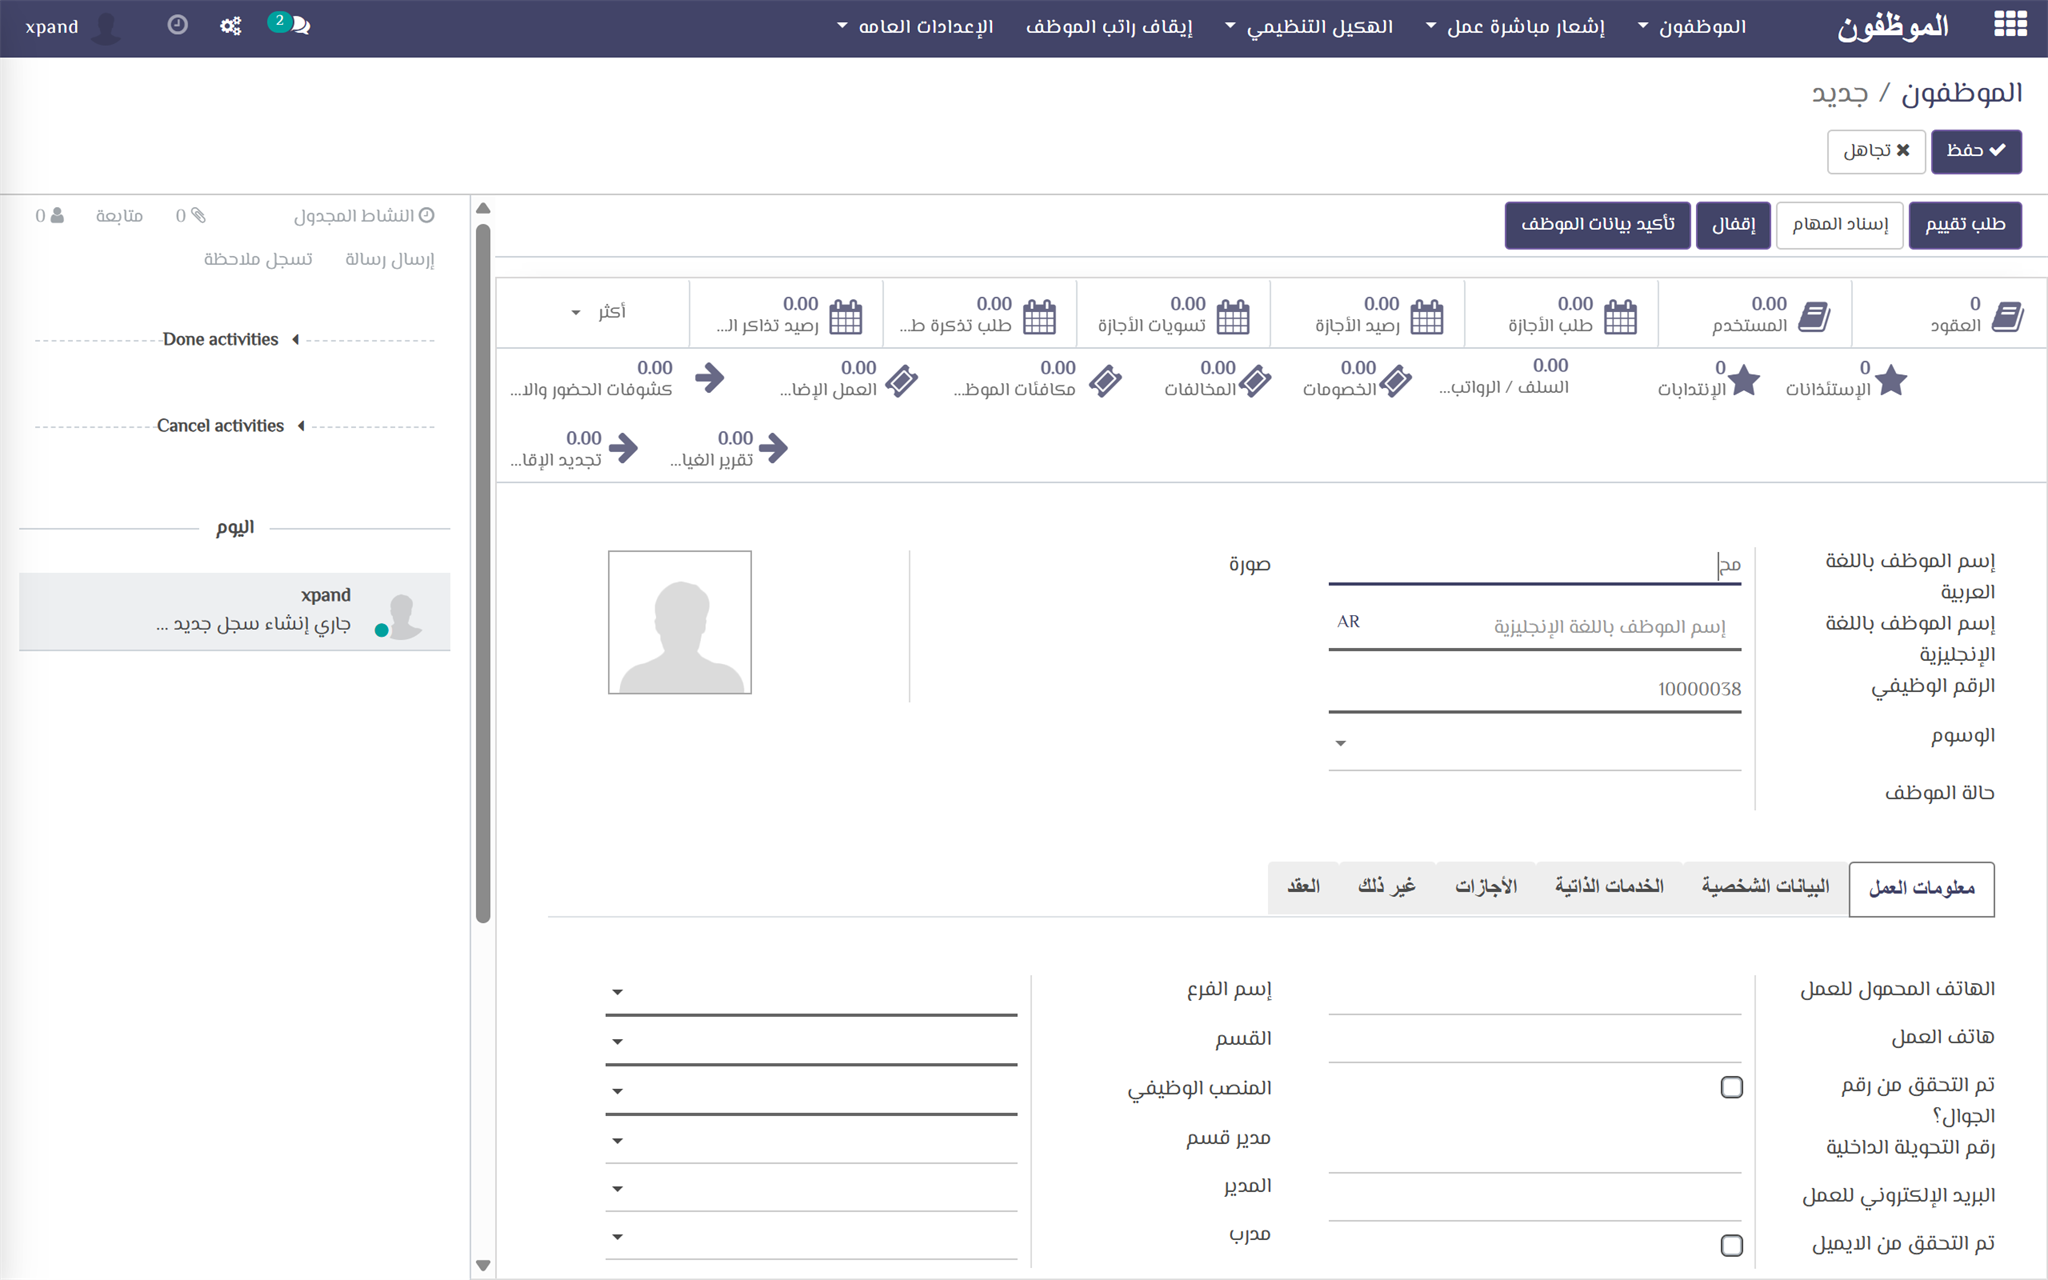 الموظفون
الموظفون
إشعار مباشرة عمل
الهكيل التنظيمي
إيقاف راتب الموظف
الإعدادات العامه
2
xpand
الموظفون / جديد
حفظ
تجاهل
طلب تقييم
إسناد المهام
إقفال
تأكيد بيانات الموظف
النشاط المجدول
0
متابعة
0
إرسال رسالة
تسجل ملاحظة
Done activities
Cancel activities
اليوم
xpand
جاري إنشاء سجل جديد ...
0
العقود
0.00
المستخدم
0.00
طلب الأجازة
0.00
رصيد الأجازة
0.00
تسويات الأجازة
0.00
طلب تذكرة ط...
0.00
رصيد تذاكر الـ...
أكثر
0
الإستئذانات
0
الإنتدابات
0.00
السلف / الرواتب...
0.00
الخصومات
0.00
المخالفات
0.00
مكافئات الموظ...
0.00
العمل الإضا...
0.00
كشوفات الحضور والا...
0.00
تقرير الغيا...
0.00
تجديد الإقا...
إسم الموظف باللغة
العربية
مح
صورة
إسم الموظف باللغة
الإنجليزية
إسم الموظف باللغة الإنجليزية
AR
الرقم الوظيفي
10000038
الوسوم
حالة الموظف
معلومات العمل
البيانات الشخصية
الخدمات الذاتية
الأجازات
غير ذلك
العقد
الهاتف المحمول للعمل
هاتف العمل
تم التحقق من رقم
الجوال؟
رقم التحويلة الداخلية
البريد الإلكتروني للعمل
تم التحقق من الايميل
إسم الفرع
القسم
المنصب الوظيفي
مدير قسم
المدير
مدرب